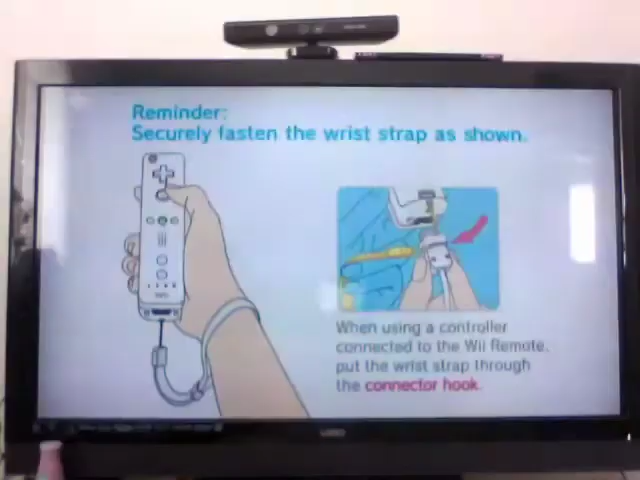 Reminder:
Securely fasten the wrist strap as shown.
When using a controller
connected to the Wii Remote,
put the wrist strap through
the connector hook.